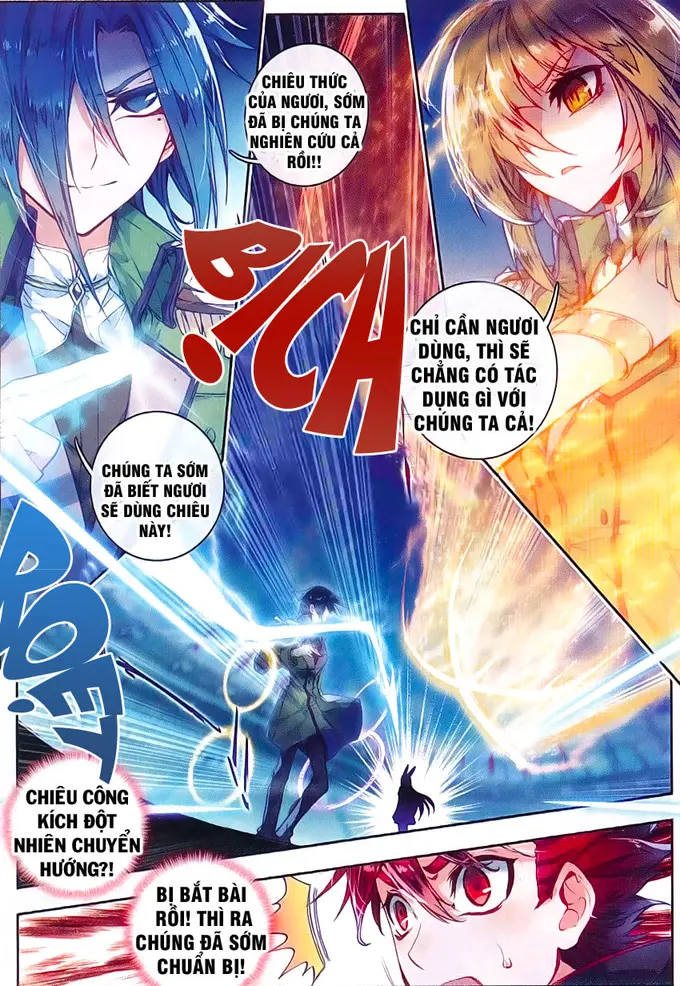 CHIÊU THỨC
CỦA NGƯƠI, SỚM
ĐÃ BỊ CHÚNG TA
NGHIÊN CỨU CẢ
RỒI!!
BỊCH
CHỈ CẦN NGƯƠI
DÙNG, THÌ SẼ
CHẲNG CÓ TÁC
DỤNG GÌ VỚI
CHÚNG TA CẢ!
CHÚNG TA SỚM
ĐÃ BIẾT NGƯƠI
SẼ DÙNG CHIÊU
NÀY!
ROẸT
CHIÊU CÔNG
KÍCH ĐỘT
NHIÊN CHUYỂN
HƯỚNG?!
BỊ BẮT BÀI
RỒI! THÌ RA
CHÚNG ĐÃ SỚM
CHUẨN BỊ!